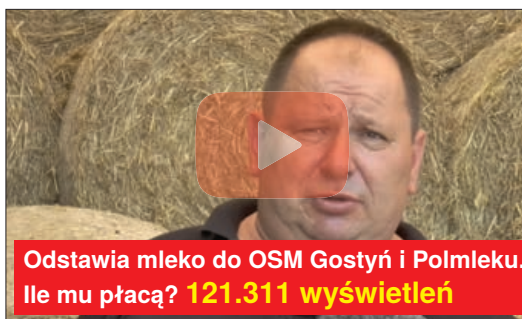 Odstawia mleko do OSM Gostyń i Polmleku.
Ile mu płacą? 121.311 wyświetleń